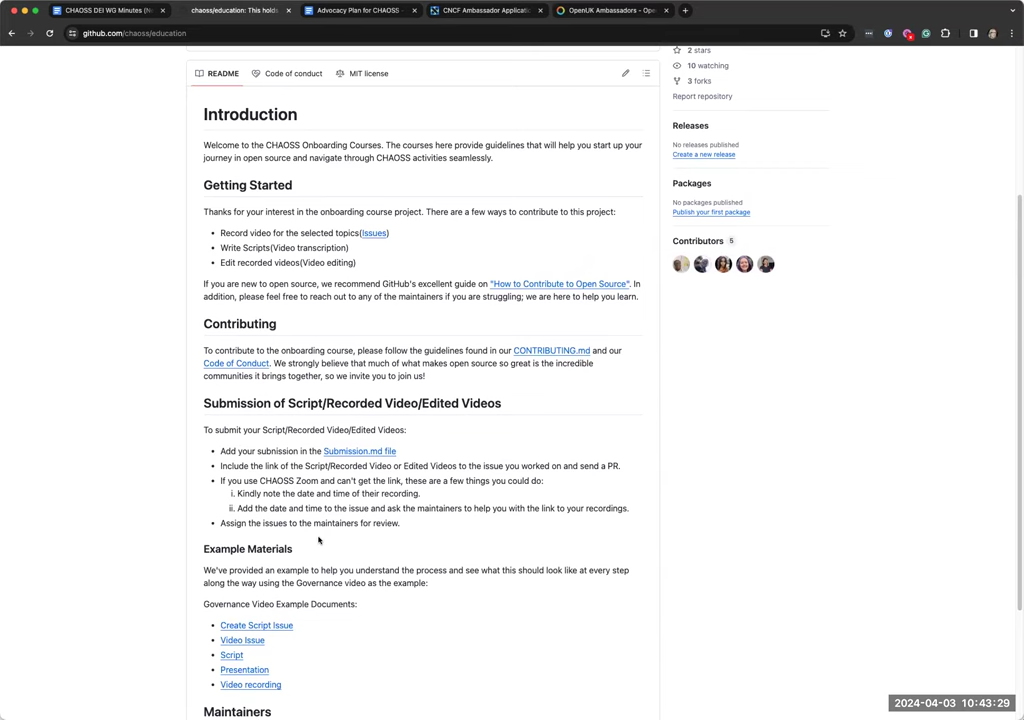 CHAOSS DEI WG Minutes (N
chaoss/education: This holds
Advocacy Plan for CHAOSS
CNCF Ambassador Applicatio
OpenUK Ambassadors - Ope
github.com/chaoss/education
2 stars
10 watching
3 forks
Report repository
Releases
No releases published
Create a new release
Packages
No packages published
Publish your first package
Contributors 5
README
Code of conduct
MIT license
Introduction
Welcome to the CHAOSS Onboarding Courses. The courses here provide guidelines that will help you start up your
journey in open source and navigate through CHAOSS activities seamlessly.
Getting Started
Thanks for your interest in the onboarding course project. There are a few ways to contribute to this project:
• Record video for the selected topics(Issues)
• Write Scripts(Video transcription)
• Edit recorded videos(Video editing)
If you are new to open source, we recommend GitHub's excellent guide on "How to Contribute to Open Source". In
addition, please feel free to reach out to any of the maintainers if you are struggling; we are here to help you learn.
Contributing
To contribute to the onboarding course, please follow the guidelines found in our CONTRIBUTING.md and our
Code of Conduct. We strongly believe that much of what makes open source so great is the incredible
communities it brings together, so we invite you to join us!
Submission of Script/Recorded Video/Edited Videos
To submit your Script/Recorded Video/Edited Videos:
• Add your subnission in the Submission.md file
• Include the link of the Script/Recorded Video or Edited Videos to the issue you worked on and send a PR.
• If you use CHAOSS Zoom and can't get the link, these are a few things you could do:
i. Kindly note the date and time of their recording.
ii. Add the date and time to the issue and ask the maintainers to help you with the link to your recordings.
• Assign the issues to the maintainers for review.
Example Materials
We've provided an example to help you understand the process and see what this should look like at every step
along the way using the Governance video as the example:
Governance Video Example Documents:
• Create Script Issue
• Video Issue
• Script
• Presentation
• Video recording
Maintainers
2024-04-03 10:43:29